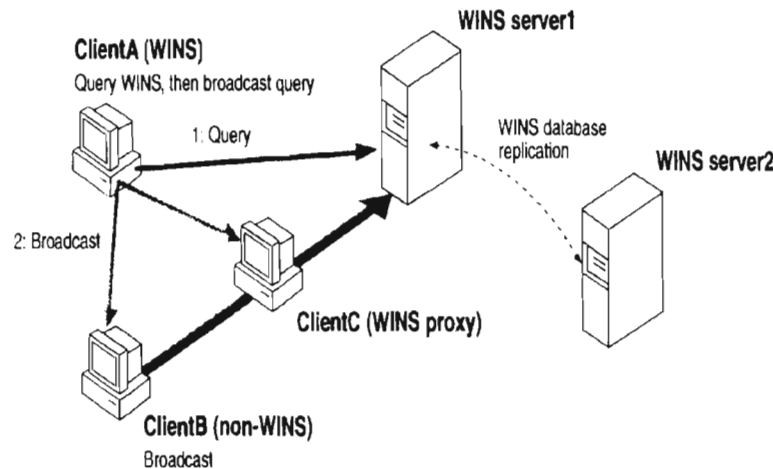 WINS server1
ClientA (WINS)
Query WINS, then broadcast query
1: Query
WINS database
replication
WINS server2
2: Broadcast
ClientC (WINS proxy)
ClientB (non-WINS)
Broadcast